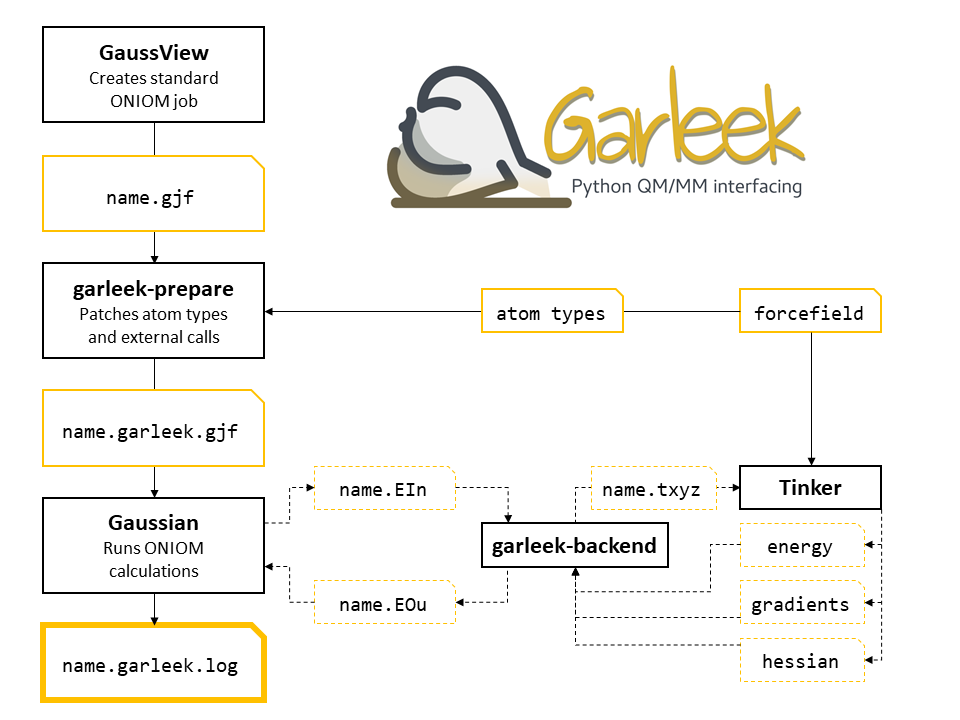 GaussView
Creates standard
ONIOM job
Garleek
Python QM/MM interfacing
name.gjf
garleek-prepare
Patches atom types
and external calls
atom types
forcefield
name.garleek.gjf
name.EIn
name.txyz
Tinker
Gaussian
Runs ONIOM
calculations
garleek-backend
energy
name.EOu
gradients
name.garleek.log
hessian